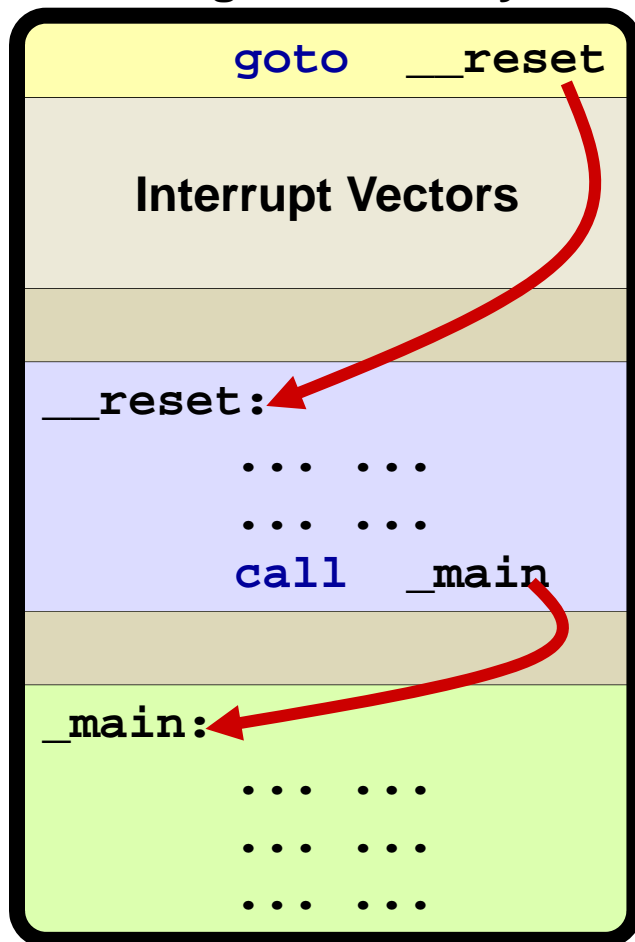 goto __reset
Interrupt Vectors
__reset:
... ...
... ...
call _main
_main:
... ...
... ...
... ...